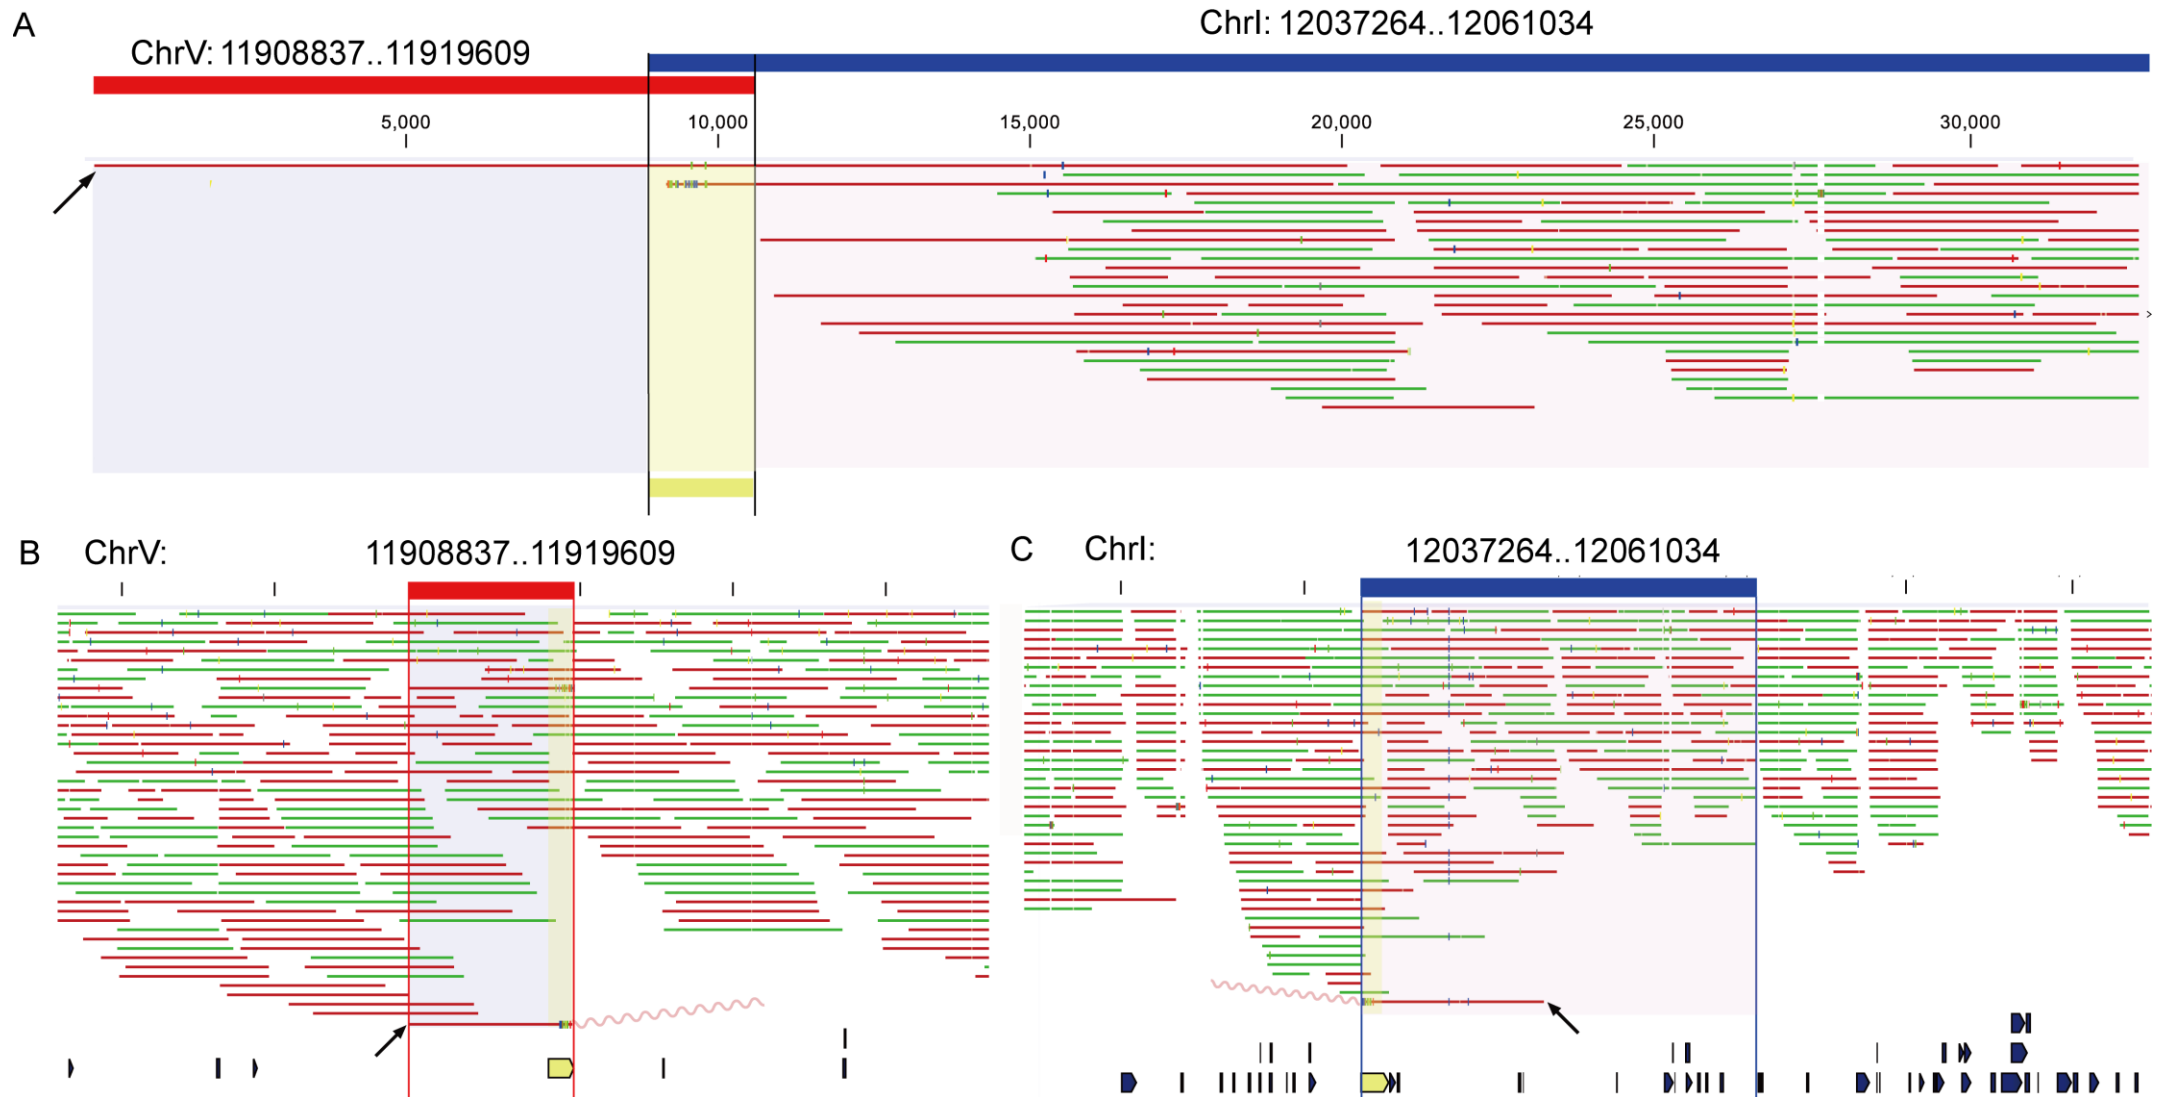 A
ChrI: 12037264..12061034
ChrV: 11908837..11919609
5,000 10,000 15,000 20,000 25,000 30,000
B ChrV: 11908837..11919609
C ChrI: 12037264..12061034